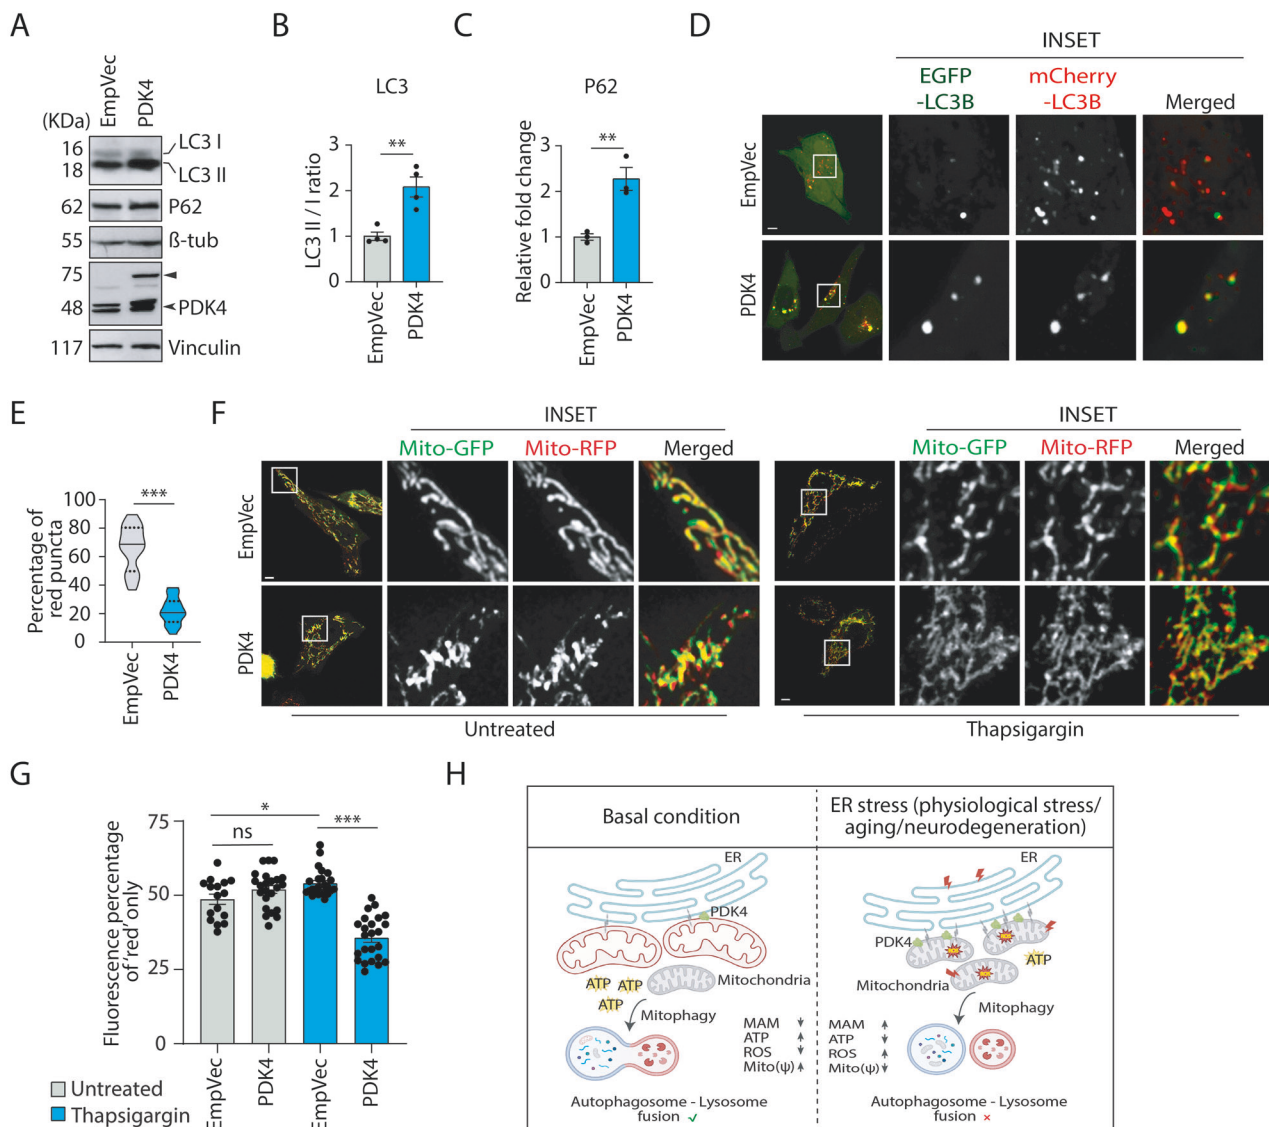 A
EmpVec
PDK4
(KDa)
16
18
LC3 I
LC3 II
62
P62
55
ß-tub
75
48
PDK4
117
Vinculin
B
LC3
LC3 II / I ratio
**
3
2
1
0
EmpVec
PDK4
C
P62
Relative fold change
**
3
2
1
0
EmpVec
PDK4
D
INSET
EGFP
-LC3B
mCherry
-LC3B
Merged
EmpVec
PDK4
E
Percentage of
red puncta
***
100
80
60
40
20
0
EmpVec
PDK4
F
INSET
Mito-GFP
Mito-RFP
Merged
EmpVec
PDK4
Untreated
INSET
Mito-GFP
Mito-RFP
Merged
Thapsigargin
G
Fluorescence percentage
of 'red' only
75
50
25
0
*
ns
***
EmpVec
PDK4
EmpVec
PDK4
Untreated
Thapsigargin
H
Basal condition
ER
PDK4
ATP
ATP
ATP
Mitochondria
Mitophagy
MAM
ATP
ROS
Mito(ψ)
Autophagosome - Lysosome
fusion ✓
ER stress (physiological stress/
aging/neurodegeneration)
ER
PDK4
ATP
Mitochondria
Mitophagy
MAM
ATP
ROS
Mito(ψ)
Autophagosome - Lysosome
fusion ×